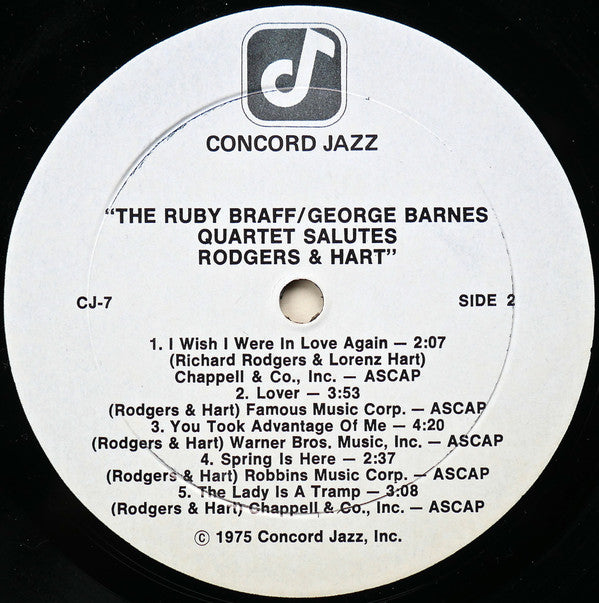 CONCORD JAZZ
"THE RUBY BRAFF/GEORGE BARNES
QUARTET SALUTES
RODGERS & HART"
CJ-7 SIDE 2
1. I Wish I Were In Love Again — 2:07
(Richard Rodgers & Lorenz Hart)
Chappell & Co., Inc. — ASCAP
2. Lover — 3:53
(Rodgers & Hart) Famous Music Corp. — ASCAP
3. You Took Advantage Of Me — 4:20
(Rodgers & Hart) Warner Bros. Music, Inc. — ASCAP
4. Spring Is Here — 2:37
(Rodgers & Hart) Robbins Music Corp. — ASCAP
5. The Lady Is A Tramp — 3:08
(Rodgers & Hart) Chappell & Co., Inc. — ASCAP
© 1975 Concord Jazz, Inc.